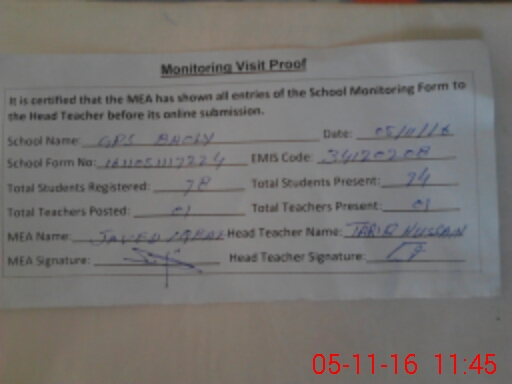 Monitoring Visit Proof
It is certified that the MEA has shown all entries of the School Monitoring Form to
the Head Teacher before its online submission.
School Name: GPS Date: 05/11/16
School Form No: EMIS Code: 34120208
Total Students Registered: 78 Total Students Present: 74
Total Teachers Posted: 01 Total Teachers Present: 01
MEA Name: JAVED IQBAL Head Teacher Name: TARIQ HUSSAIN
MEA Signature: Head Teacher Signature:
05-11-16 11:45